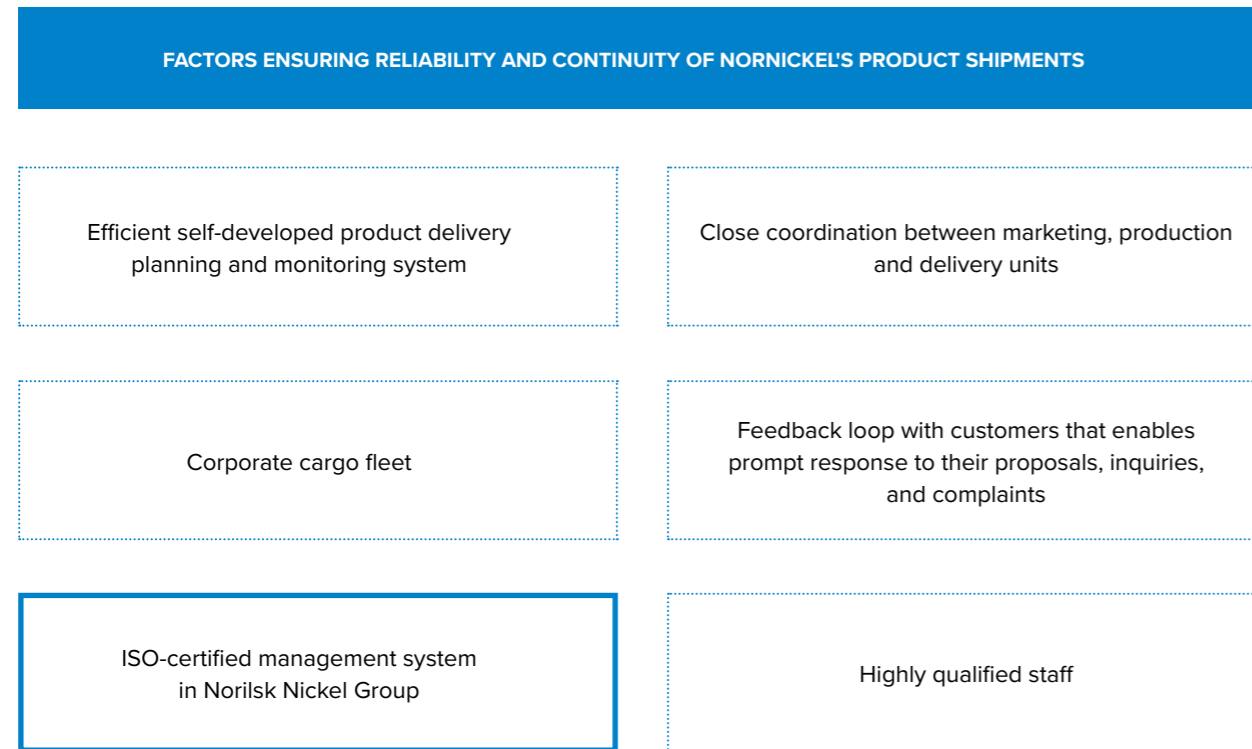 FACTORS ENSURING RELIABILITY AND CONTINUITY OF NORNICKEL'S PRODUCT SHIPMENTS
Efficient self-developed product delivery
planning and monitoring system
Close coordination between marketing, production
and delivery units
Corporate cargo fleet
Feedback loop with customers that enables
prompt response to their proposals, inquiries,
and complaints
ISO-certified management system
in Norilsk Nickel Group
Highly qualified staff